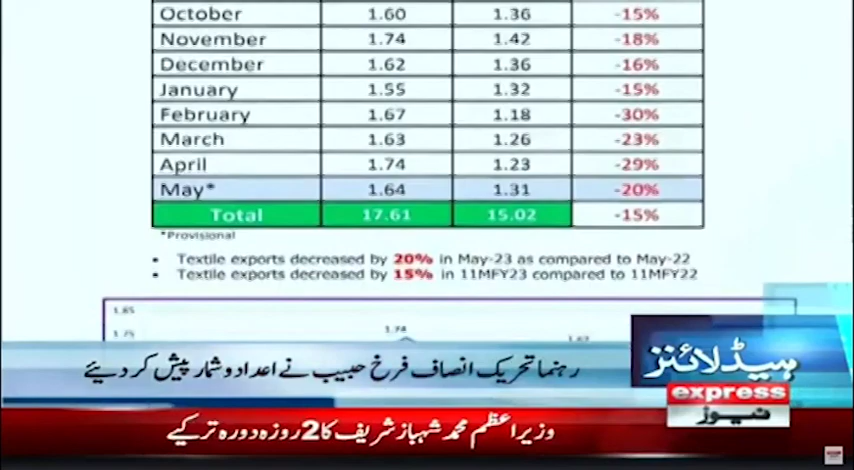 October 1.60 1.36 -15%
November 1.74 1.42 -18%
December 1.62 1.36 -16%
January 1.55 1.32 -15%
February 1.67 1.18 -30%
March 1.63 1.26 -23%
April 1.74 1.23 -29%
May* 1.64 1.31 -20%
Total 17.61 15.02 -15%
*Provisional
• Textile exports decreased by 20% in May-23 as compared to May-22
• Textile exports decreased by 15% in 11MFY23 compared to 11MFY22
1.85
1.75
1.74
1.67
رہنما تحریک انصاف فرخ حبیب نے اعداد و شمار پیش کر دیئے
ہیڈلائنز
express
نیوز
وزیراعظم محمد شہباز شریف کا 2 روزہ دورہ ترکیے